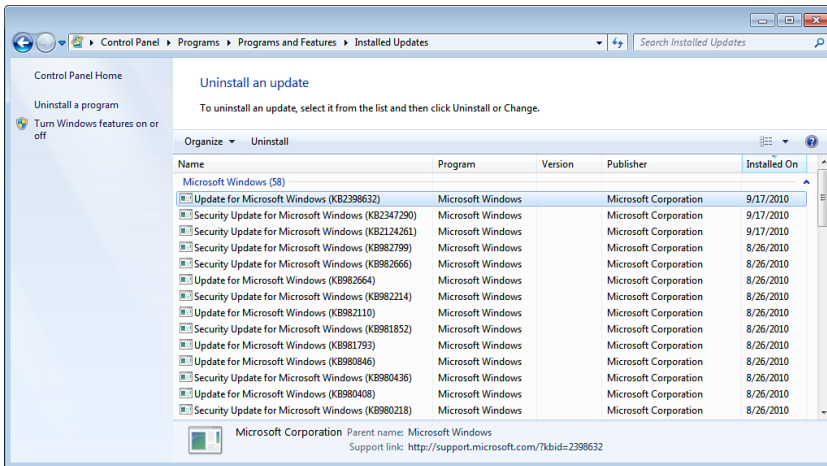 Control Panel ▸ Programs ▸ Programs and Features ▸ Installed Updates
Search Installed Updates
Control Panel Home
Uninstall a program
Turn Windows features on or
off
Uninstall an update
To uninstall an update, select it from the list and then click Uninstall or Change.
Organize Uninstall
Name Program Version Publisher Installed On
Microsoft Windows (58)
Update for Microsoft Windows (KB2398632) Microsoft Windows Microsoft Corporation 9/17/2010
Security Update for Microsoft Windows (KB2347290) Microsoft Windows Microsoft Corporation 9/17/2010
Security Update for Microsoft Windows (KB2124261) Microsoft Windows Microsoft Corporation 9/17/2010
Security Update for Microsoft Windows (KB982799) Microsoft Windows Microsoft Corporation 8/26/2010
Security Update for Microsoft Windows (KB982666) Microsoft Windows Microsoft Corporation 8/26/2010
Update for Microsoft Windows (KB982664) Microsoft Windows Microsoft Corporation 8/26/2010
Security Update for Microsoft Windows (KB982214) Microsoft Windows Microsoft Corporation 8/26/2010
Update for Microsoft Windows (KB982110) Microsoft Windows Microsoft Corporation 8/26/2010
Security Update for Microsoft Windows (KB981852) Microsoft Windows Microsoft Corporation 8/26/2010
Update for Microsoft Windows (KB981793) Microsoft Windows Microsoft Corporation 8/26/2010
Update for Microsoft Windows (KB980846) Microsoft Windows Microsoft Corporation 8/26/2010
Security Update for Microsoft Windows (KB980436) Microsoft Windows Microsoft Corporation 8/26/2010
Update for Microsoft Windows (KB980408) Microsoft Windows Microsoft Corporation 8/26/2010
Security Update for Microsoft Windows (KB980218) Microsoft Windows Microsoft Corporation 8/26/2010
Microsoft Corporation Parent name: Microsoft Windows
Support link: http://support.microsoft.com/?kbid=2398632